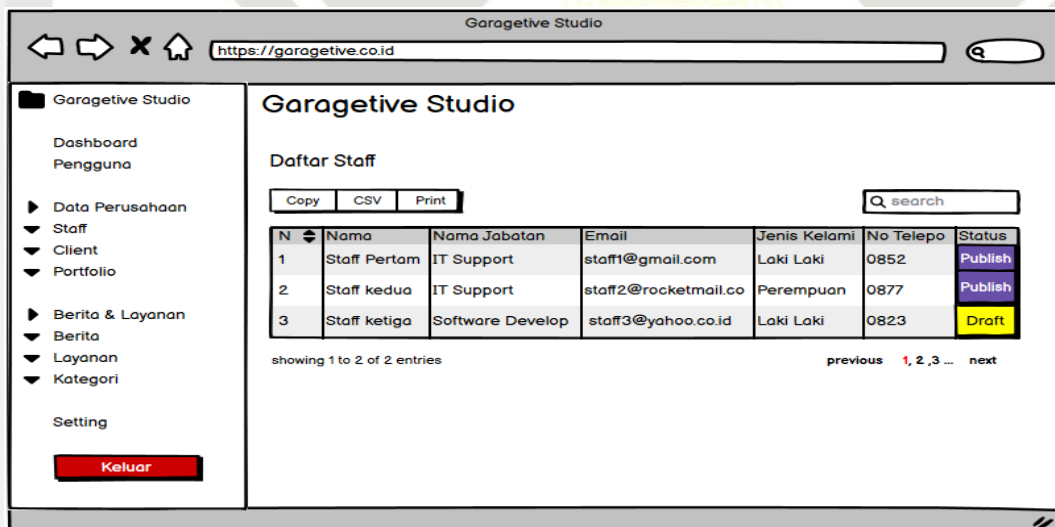 Garagetive Studio
https://garagetive.co.id
Garagetive Studio
Dashboard
Pengguna
Data Perusahaan
Staff
Client
Portfolio
Berita & Layanan
Berita
Layanan
Kategori
Setting
Keluar
Garagetive Studio
Daftar Staff
Copy CSV Print
search
N Nama Nama Jabatan Email Jenis Kelami No Telepo Status
1 Staff Pertam IT Support staff1@gmail.com Laki Laki 0852 Publish
2 Staff kedua IT Support staff2@rocketmail.co Perempuan 0877 Publish
3 Staff ketiga Software Develop staff3@yahoo.co.id Laki Laki 0823 Draft
showing 1 to 2 of 2 entries
previous 1, 2 ,3 ... next